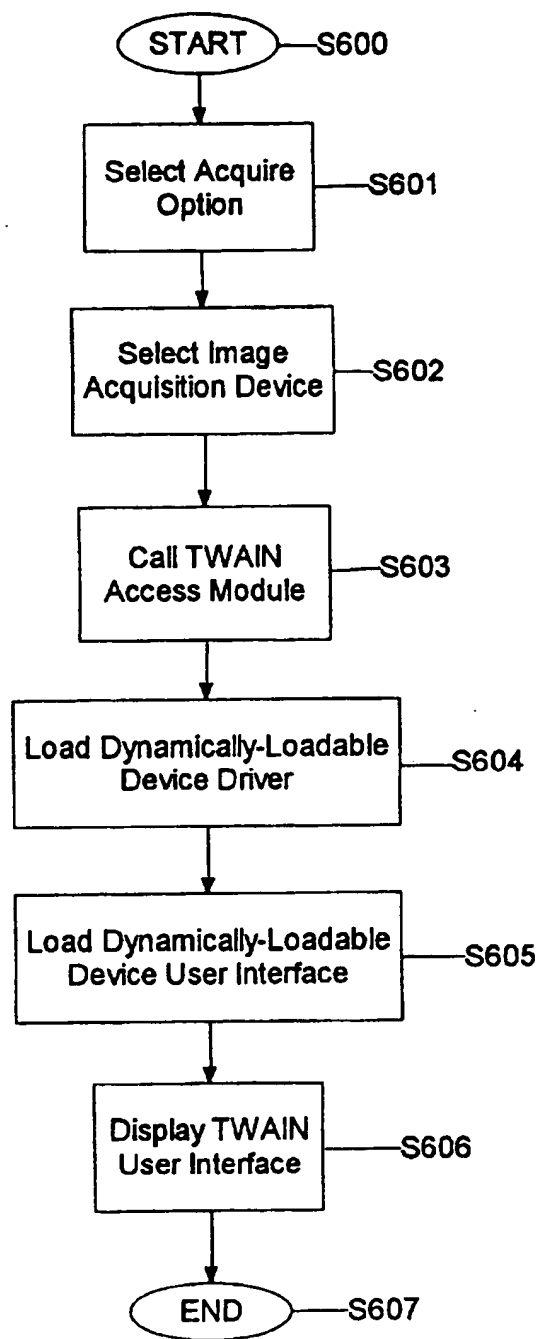 START
S600
Select Acquire
Option
S601
Select Image
Acquisition Device
S602
Call TWAIN
Access Module
S603
Load Dynamically-Loadable
Device Driver
S604
Load Dynamically-Loadable
Device User Interface
S605
Display TWAIN
User Interface
S606
END
S607